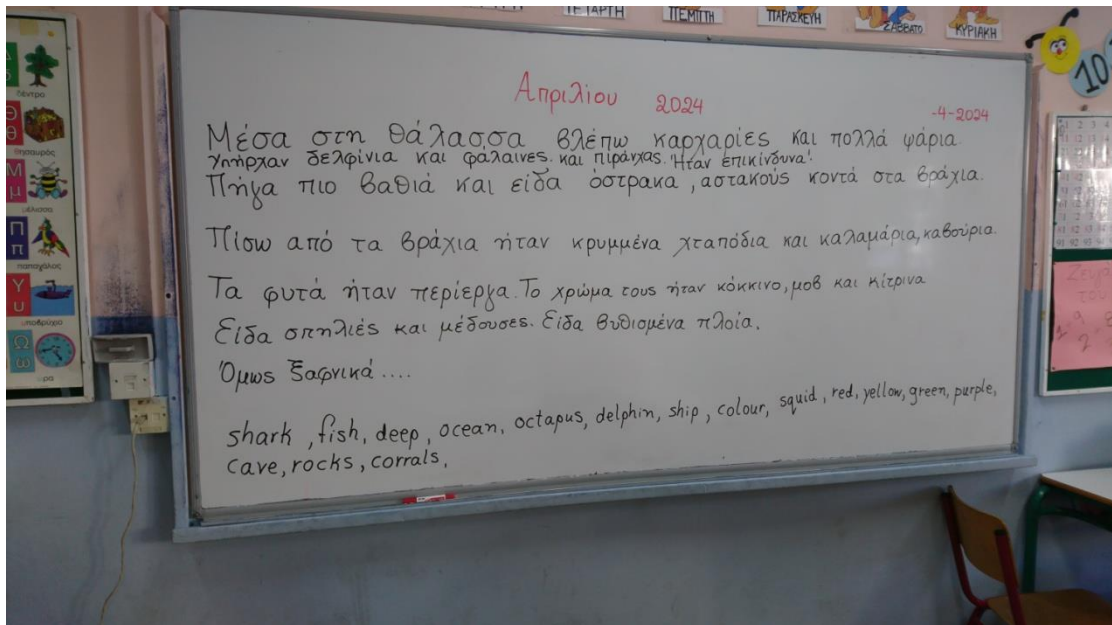 ΤΕΤΑΡΤΗ ΠΕΜΠΤΗ ΠΑΡΑΣΚΕΥΗ ΣΑΒΒΑΤΟ ΚΥΡΙΑΚΗ
Απριλίου 2024
-4-2024
Μέσα στη θάλασσα βλέπω καρχαρίες και πολλά ψάρια.
Υπήρχαν δελφίνια και φάλαινες. και πιράνχας. Ήταν επικίνδυνα!
Πήγα πιο βαθιά και είδα όστρακα, αστακούς κοντά στα βράχια.
Πίσω από τα βράχια ήταν κρυμμένα χταπόδια και καλαμάρια, καβούρια.
Τα φυτά ήταν περίεργα. Το χρώμα τους ήταν κόκκινο, μοβ και κίτρινα
Είδα σπηλιές και μέδουσες. Είδα βυθισμένα πλοία.
Όμως ξαφνικά ....
shark, fish, deep, ocean, octapus, delphin, ship, colour, squid, red, yellow, green, purple,
cave, rocks, corrals,
δέντρο
Θ
θ
θησαυρός
Μ
μ
μέλισσα
Π
π
παπαγάλος
Υ
υ
υποβρύχιο
Ω
ω
ώρα
10